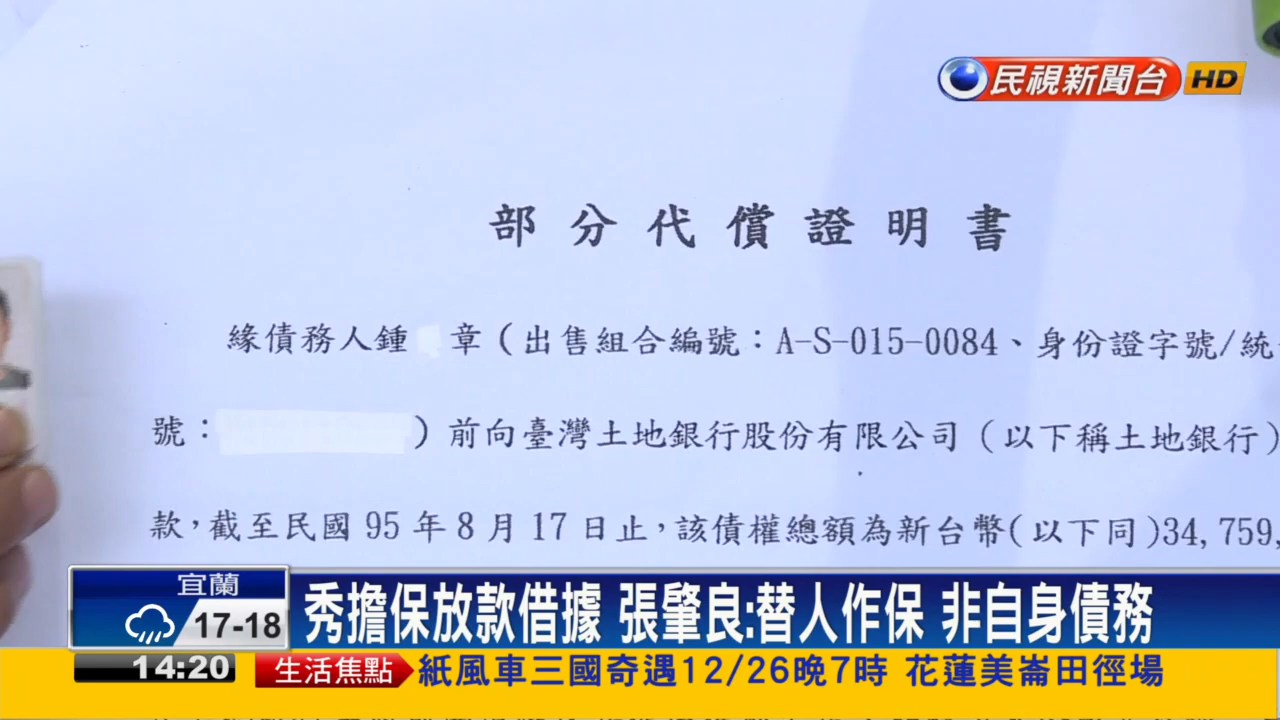 民視新聞台 HD
部分代償證明書
緣債務人鍾 章(出售組合編號:A-S-015-0084、身份證字號/統
號: )前向臺灣土地銀行股份有限公司(以下稱土地銀行)
款,截至民國95年8月17日止,該債權總額為新台幣(以下同)34,759,
宜蘭
17-18
秀擔保放款借據 張肇良:替人作保 非自身債務
14:20
生活焦點 紙風車三國奇遇12/26晚7時 花蓮美崙田徑場